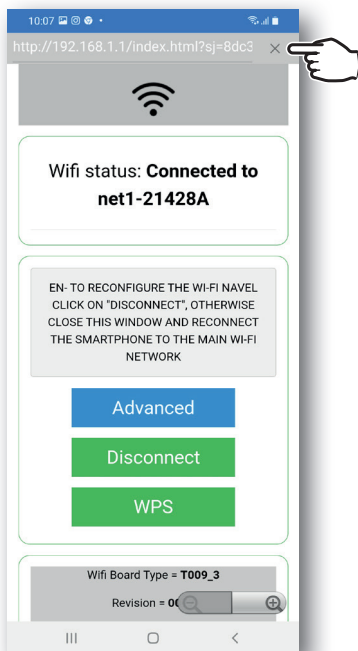 10:07
http://192.168.1.1/index.html?sj=8dc3
Wifi status: Connected to
net1-21428A
EN- TO RECONFIGURE THE WI-FI NAVEL
CLICK ON "DISCONNECT", OTHERWISE
CLOSE THIS WINDOW AND RECONNECT
THE SMARTPHONE TO THE MAIN WI-FI
NETWORK
Advanced
Disconnect
WPS
Wifi Board Type = T009_3
Revision =